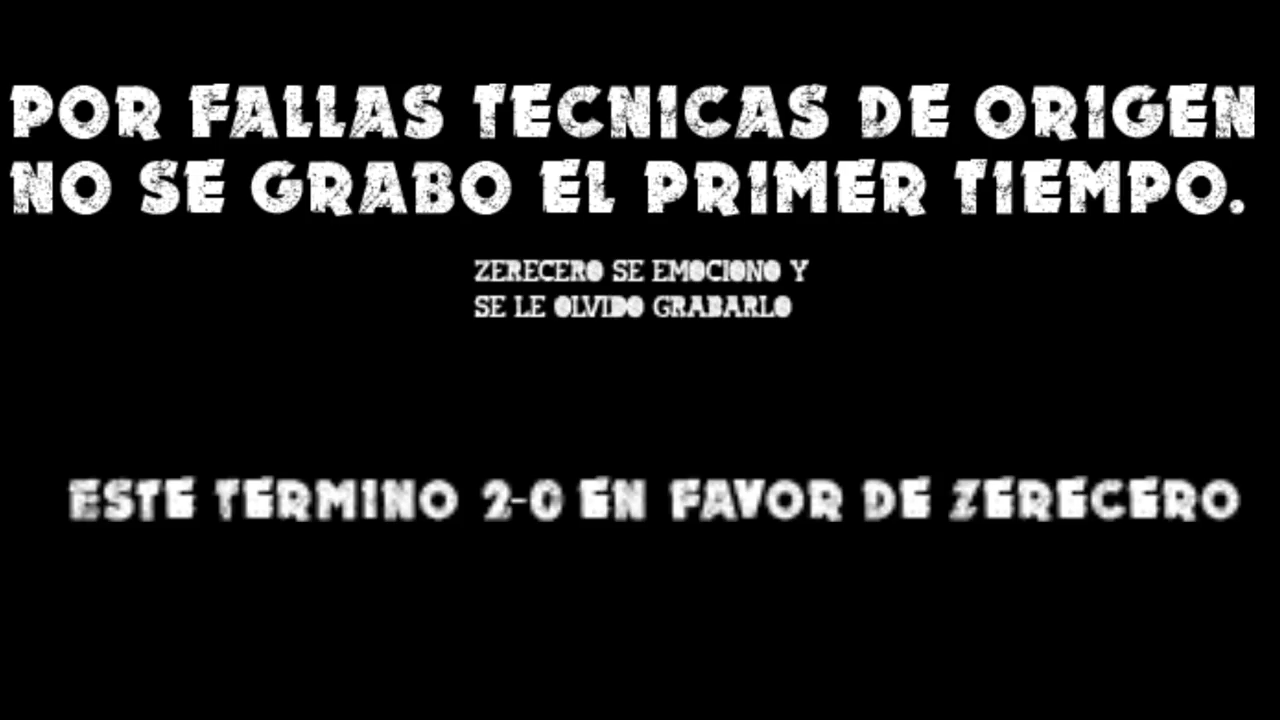 POR FALLAS TECNICAS DE ORIGEN
NO SE GRABO EL PRIMER TIEMPO.
ZERECERO SE EMOCIONO Y
SE LE OLVIDO GRABARLO
ESTE TERMINO 2-0 EN FAVOR DE ZERECERO